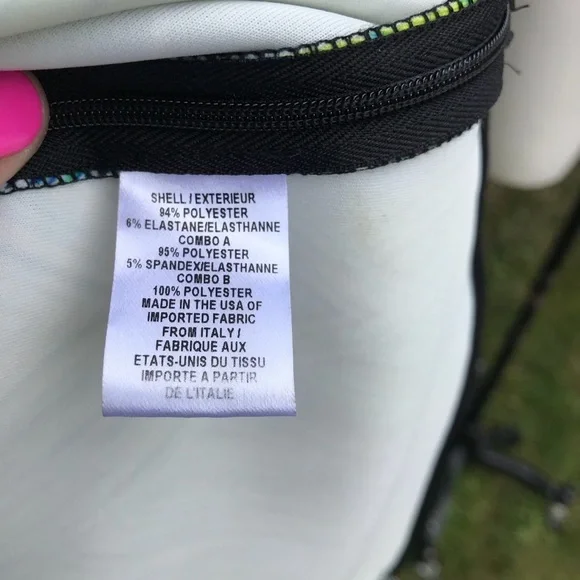 SHELL / EXTERIEUR
94% POLYESTER
6% ELASTANE/ELASTHANNE
COMBO A
95% POLYESTER
5% SPANDEX/ELASTHANNE
COMBO B
100% POLYESTER
MADE IN THE USA OF
IMPORTED FABRIC
FROM ITALY /
FABRIQUE AUX
ETATS-UNIS DU TISSU
IMPORTE A PARTIR
DE L'ITALIE